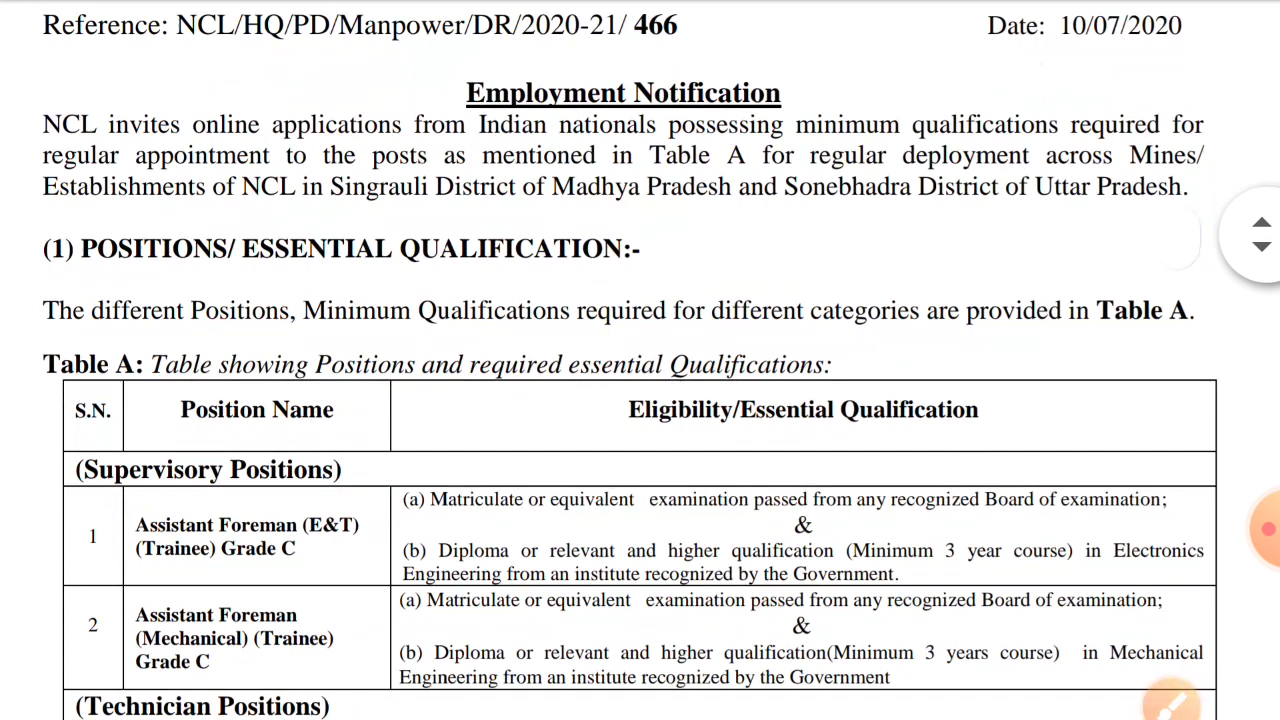 Reference: NCL/HQ/PD/Manpower/DR/2020-21/ 466
Date: 10/07/2020
Employment Notification
NCL invites online applications from Indian nationals possessing minimum qualifications required for
regular appointment to the posts as mentioned in Table A for regular deployment across Mines/
Establishments of NCL in Singrauli District of Madhya Pradesh and Sonebhadra District of Uttar Pradesh.
(1) POSITIONS/ ESSENTIAL QUALIFICATION:-
The different Positions, Minimum Qualifications required for different categories are provided in Table A.
Table A: Table showing Positions and required essential Qualifications:
S.N.
Position Name
Eligibility/Essential Qualification
(Supervisory Positions)
1
Assistant Foreman (E&T)
(Trainee) Grade C
(a) Matriculate or equivalent examination passed from any recognized Board of examination;
&
(b) Diploma or relevant and higher qualification (Minimum 3 year course) in Electronics
Engineering from an institute recognized by the Government.
2
Assistant Foreman
(Mechanical) (Trainee)
Grade C
(a) Matriculate or equivalent examination passed from any recognized Board of examination;
&
(b) Diploma or relevant and higher qualification(Minimum 3 years course) in Mechanical
Engineering from an institute recognized by the Government
(Technician Positions)